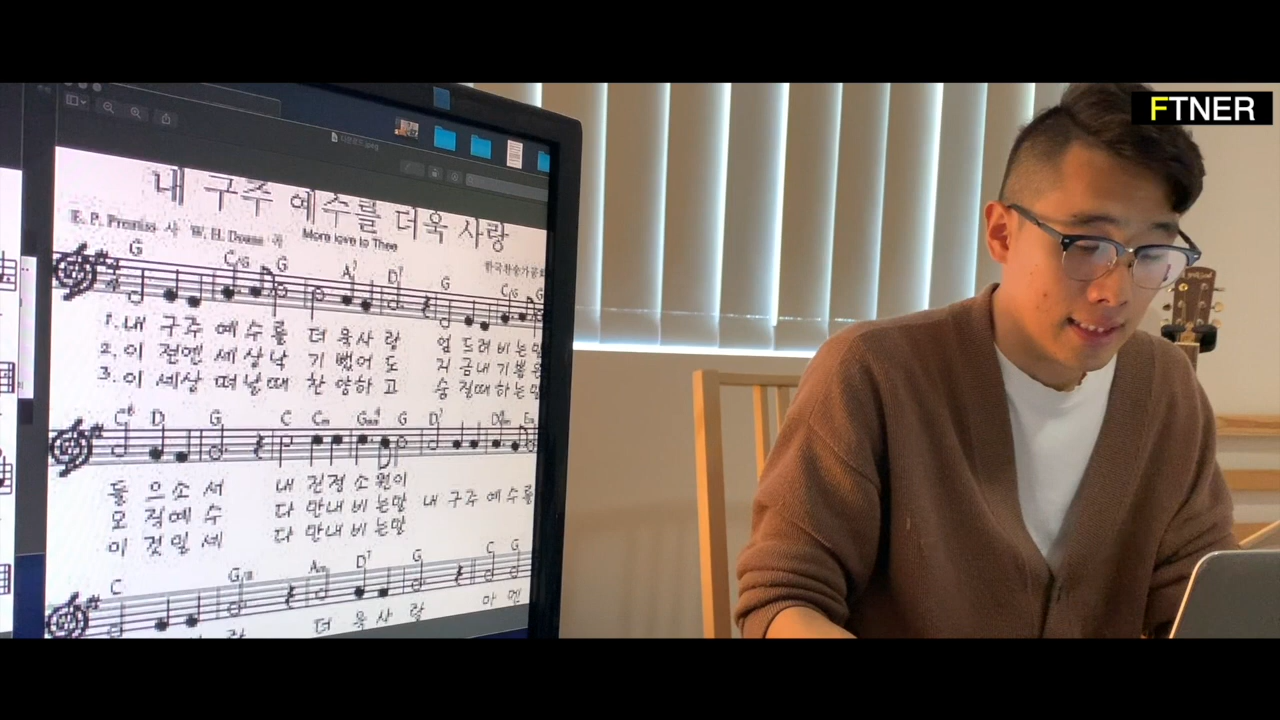 FTNER
내 구주 예수를 더욱 사랑
E. P. Prentiss 사 W. H. Doane 곡 More love to Thee
한국찬송가공회
G C/G G A7 D7 G C/G G
1. 내 구주 예수를 더욱사랑 엎드려비는말
2. 이 전엔 세상낙 기뻤어도 지금내기쁨은
3. 이 세상 떠날때 찬양하고 숨질때하는말
D G C Cm G D7 Em
들으소서 내진정소원이
오직예수 다만내비는말 내 구주 예수를
이것일세 다만내비는말
C Am D7 G C G
더욱사랑 아멘